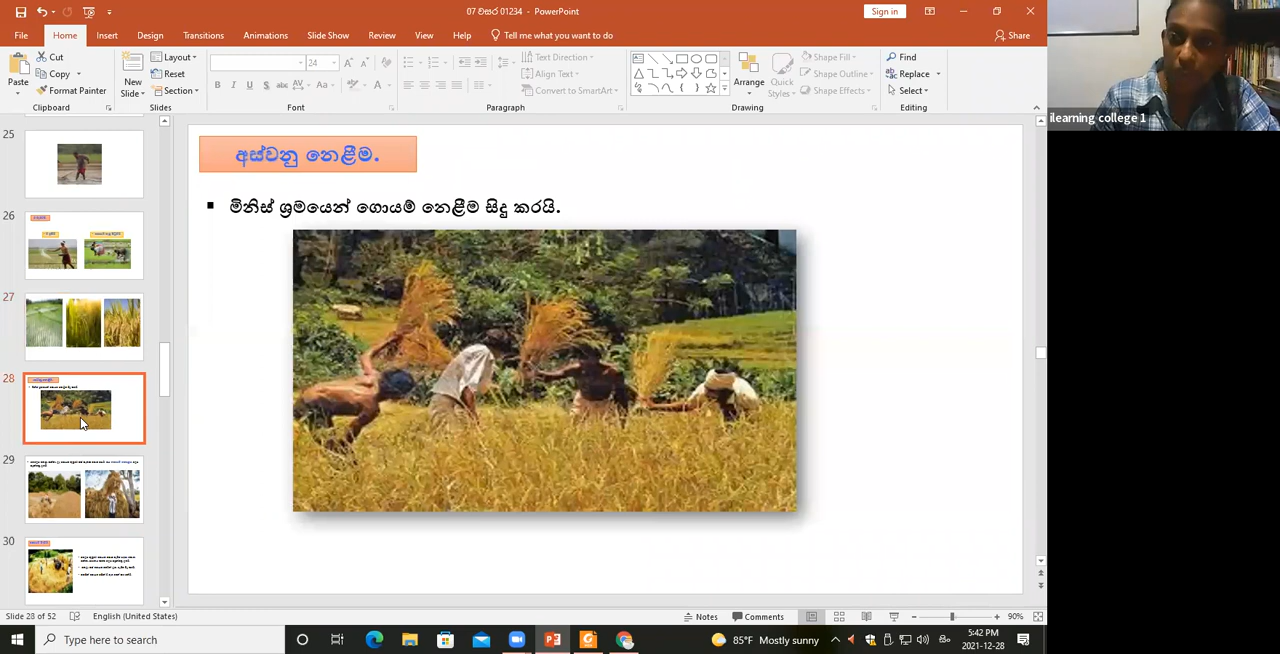 07 වසර 01234 - PowerPoint
Sign in
File Home Insert Design Transitions Animations Slide Show Review View Help Tell me what you want to do Share
Paste Cut Copy Format Painter Clipboard
New Slide Layout Reset Section Slides
24 Font
Text Direction Align Text Convert to SmartArt Paragraph
Arrange Quick Styles Shape Fill Shape Outline Shape Effects Drawing
Find Replace Select Editing
ilearning college 1
25
26
27
28
29
30
අස්වනු නෙළීම.
මිනිස් ශ්‍රමයෙන් ගොයම් නෙළීම සිදු කරයි.
Slide 28 of 52 English (United States) Notes Comments 90%
Type here to search 85°F Mostly sunny 5:42 PM
2021-12-28